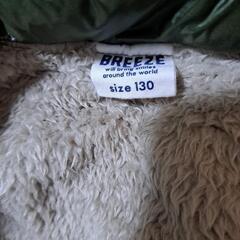 BREEZE
will bring smiles
around the world
size 130